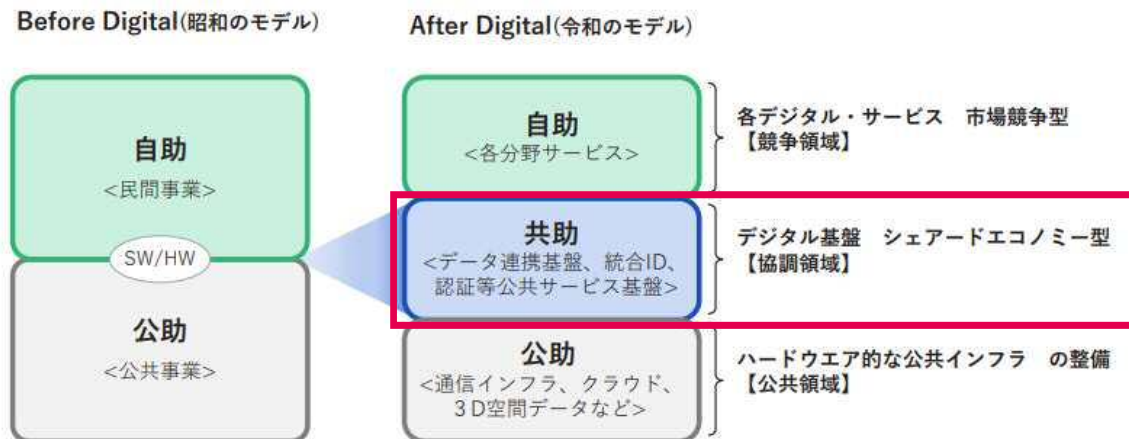 Before Digital(昭和のモデル)
After Digital(令和のモデル)
自助
<民間事業>
SW/HW
公助
<公共事業>
自助
<各分野サービス>
共助
<データ連携基盤、統合ID、
認証等公共サービス基盤>
公助
<通信インフラ、クラウド、
３D空間データなど>
各デジタル・サービス　市場競争型
【競争領域】
デジタル基盤　シェアードエコノミー型
【協調領域】
ハードウエア的な公共インフラ　の整備
【公共領域】